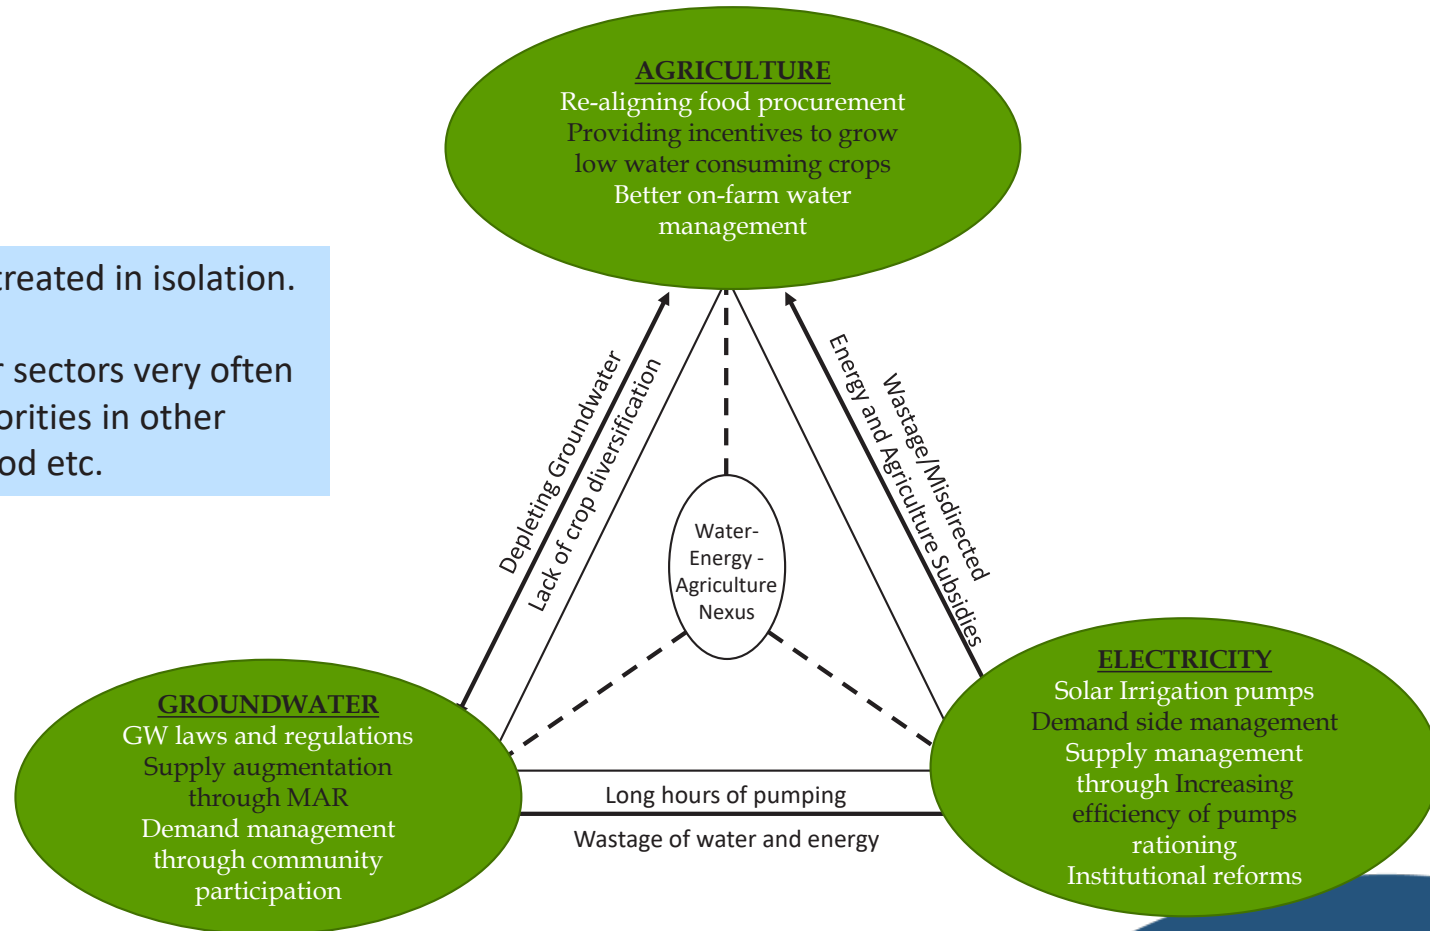 AGRICULTURE
Re-aligning food procurement
Providing incentives to grow
low water consuming crops
Better on-farm water
management
treated in isolation.
r sectors very often
orities in other
od etc.
Depleting Groundwater
Lack of crop diversification
Wastage/Misdirected
Energy and Agriculture Subsidies
Water-
Energy -
Agriculture
Nexus
GROUNDWATER
GW laws and regulations
Supply augmentation
through MAR
Demand management
through community
participation
Long hours of pumping
Wastage of water and energy
ELECTRICITY
Solar Irrigation pumps
Demand side management
Supply management
through Increasing
efficiency of pumps
rationing
Institutional reforms